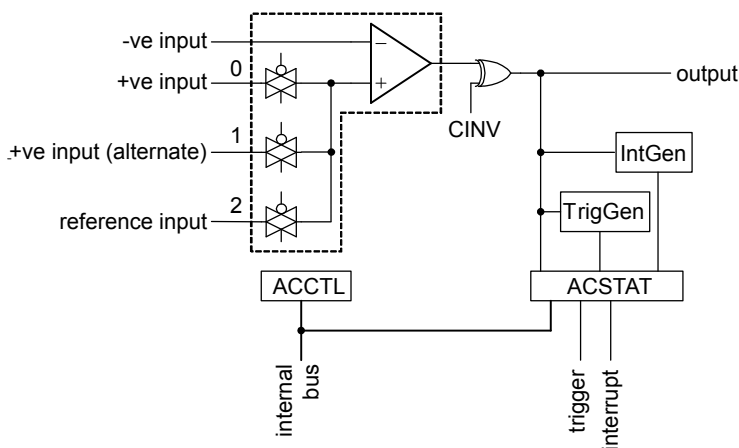 -ve input
+ve input
0
+ve input (alternate)
1
reference input
2
−
+
CINV
output
IntGen
TrigGen
ACCTL
ACSTAT
internal
bus
trigger
interrupt